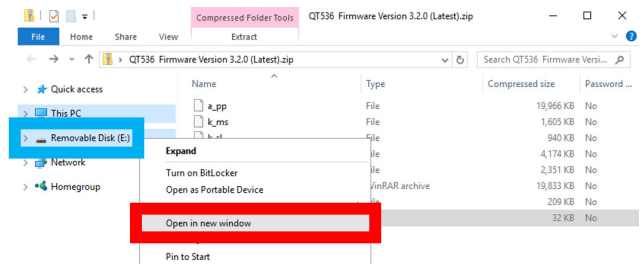 Compressed Folder Tools QT536 Firmware Version 3.2.0 (Latest).zip
File Home Share View Extract
QT536 Firmware Version 3.2.0 (Latest).zip Search QT536 Firmware Versi...
Name Type Compressed size Password ...
Quick access
a_pp File 19,966 KB No
This PC
k_ms File 1,605 KB No
File 940 KB No
Removable Disk (E:)
Expand
4,174 KB No
Network
Turn on BitLocker
2,351 KB No
Homegroup
Open as Portable Device
WinRAR archive 19,833 KB No
209 KB No
Open in new window
32 KB No
Pin to Start